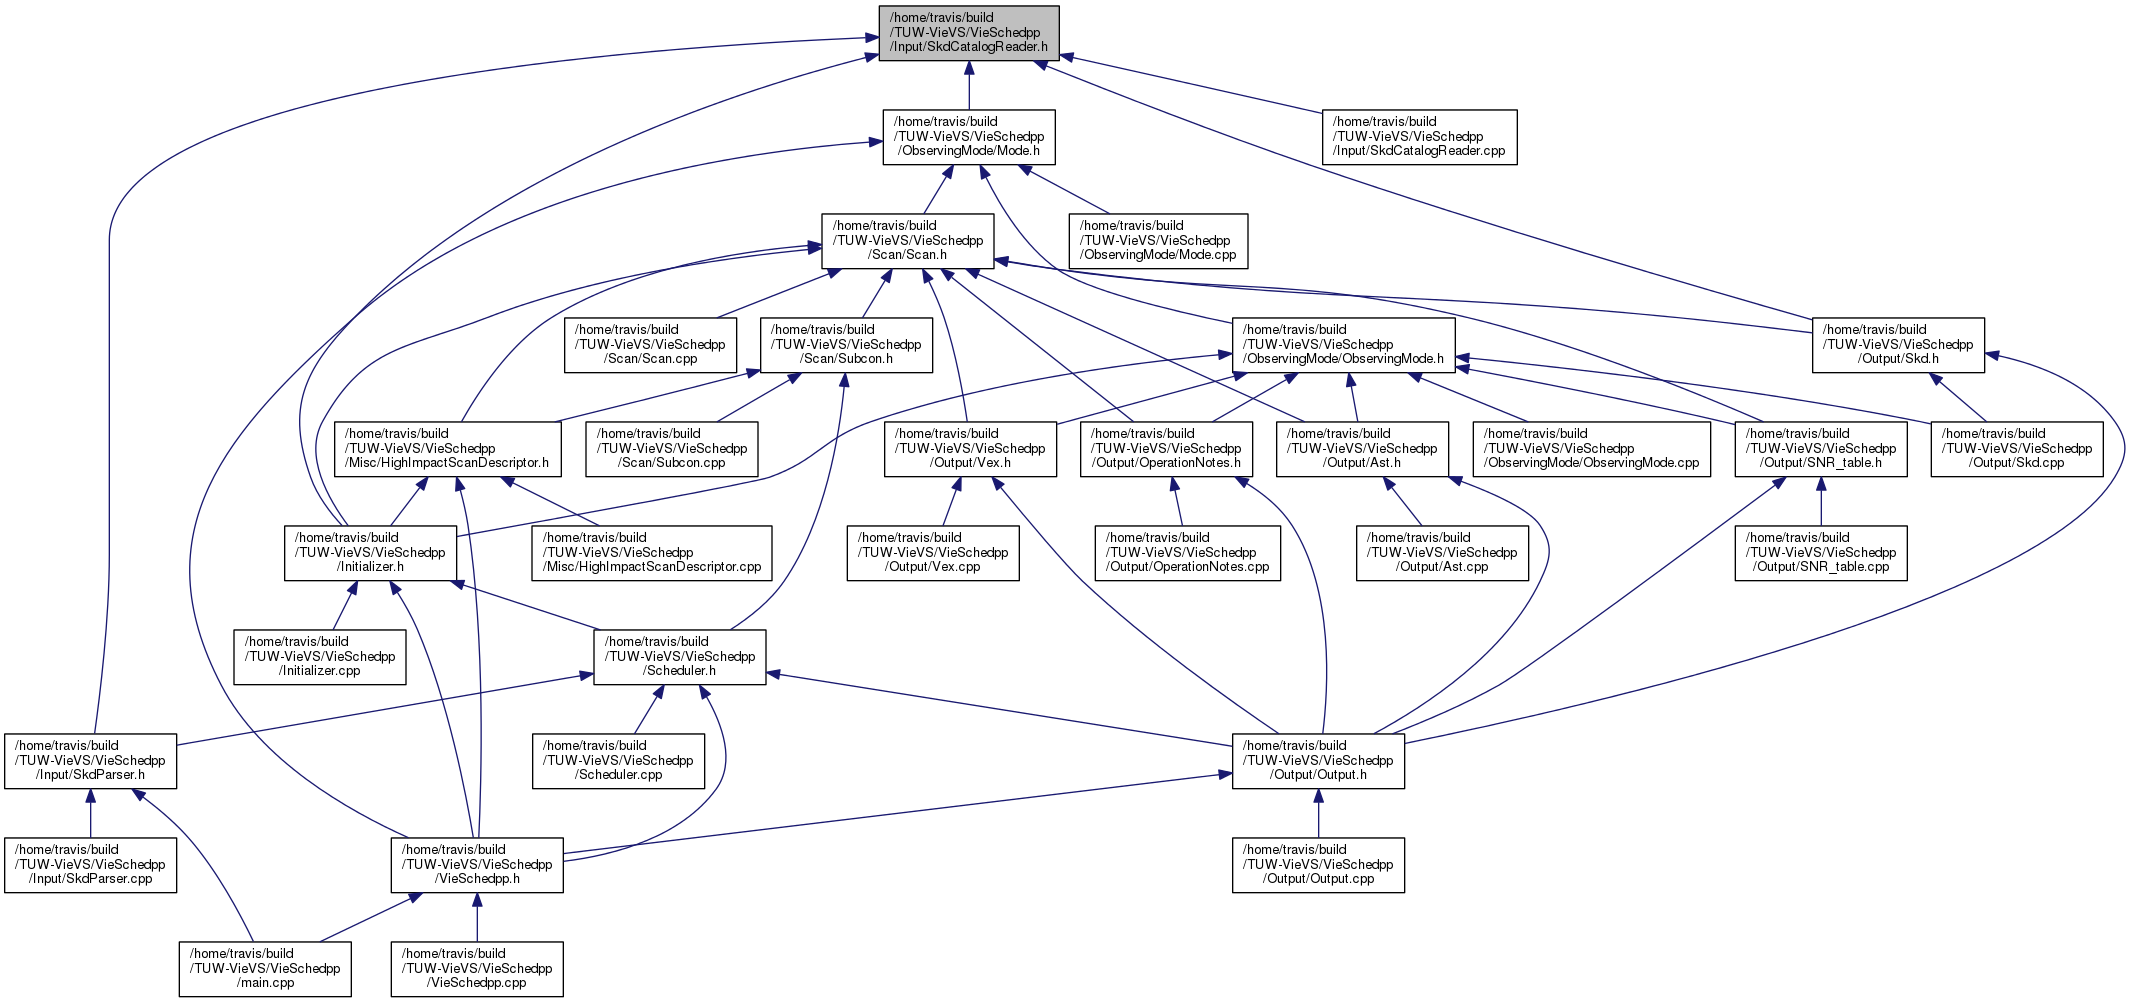 /home/travis/build
/TUW-VieVS/VieSchedpp
/Input/SkdCatalogReader.h
/home/travis/build
/TUW-VieVS/VieSchedpp
/ObservingMode/Mode.h
/home/travis/build
/TUW-VieVS/VieSchedpp
/Input/SkdCatalogReader.cpp
/home/travis/build
/TUW-VieVS/VieSchedpp
/Scan/Scan.h
/home/travis/build
/TUW-VieVS/VieSchedpp
/ObservingMode/Mode.cpp
/home/travis/build
/TUW-VieVS/VieSchedpp
/Scan/Scan.cpp
/home/travis/build
/TUW-VieVS/VieSchedpp
/Scan/Subcon.h
/home/travis/build
/TUW-VieVS/VieSchedpp
/ObservingMode/ObservingMode.h
/home/travis/build
/TUW-VieVS/VieSchedpp
/Output/Skd.h
/home/travis/build
/TUW-VieVS/VieSchedpp
/Misc/HighImpactScanDescriptor.h
/home/travis/build
/TUW-VieVS/VieSchedpp
/Scan/Subcon.cpp
/home/travis/build
/TUW-VieVS/VieSchedpp
/Output/Vex.h
/home/travis/build
/TUW-VieVS/VieSchedpp
/Output/OperationNotes.h
/home/travis/build
/TUW-VieVS/VieSchedpp
/Output/Ast.h
/home/travis/build
/TUW-VieVS/VieSchedpp
/ObservingMode/ObservingMode.cpp
/home/travis/build
/TUW-VieVS/VieSchedpp
/Output/SNR_table.h
/home/travis/build
/TUW-VieVS/VieSchedpp
/Output/Skd.cpp
/home/travis/build
/TUW-VieVS/VieSchedpp
/Initializer.h
/home/travis/build
/TUW-VieVS/VieSchedpp
/Misc/HighImpactScanDescriptor.cpp
/home/travis/build
/TUW-VieVS/VieSchedpp
/Output/Vex.cpp
/home/travis/build
/TUW-VieVS/VieSchedpp
/Output/OperationNotes.cpp
/home/travis/build
/TUW-VieVS/VieSchedpp
/Output/Ast.cpp
/home/travis/build
/TUW-VieVS/VieSchedpp
/Output/SNR_table.cpp
/home/travis/build
/TUW-VieVS/VieSchedpp
/Initializer.cpp
/home/travis/build
/TUW-VieVS/VieSchedpp
/Scheduler.h
/home/travis/build
/TUW-VieVS/VieSchedpp
/Input/SkdParser.h
/home/travis/build
/TUW-VieVS/VieSchedpp
/Scheduler.cpp
/home/travis/build
/TUW-VieVS/VieSchedpp
/Output/Output.h
/home/travis/build
/TUW-VieVS/VieSchedpp
/Input/SkdParser.cpp
/home/travis/build
/TUW-VieVS/VieSchedpp
/VieSchedpp.h
/home/travis/build
/TUW-VieVS/VieSchedpp
/Output/Output.cpp
/home/travis/build
/TUW-VieVS/VieSchedpp
/main.cpp
/home/travis/build
/TUW-VieVS/VieSchedpp
/VieSchedpp.cpp